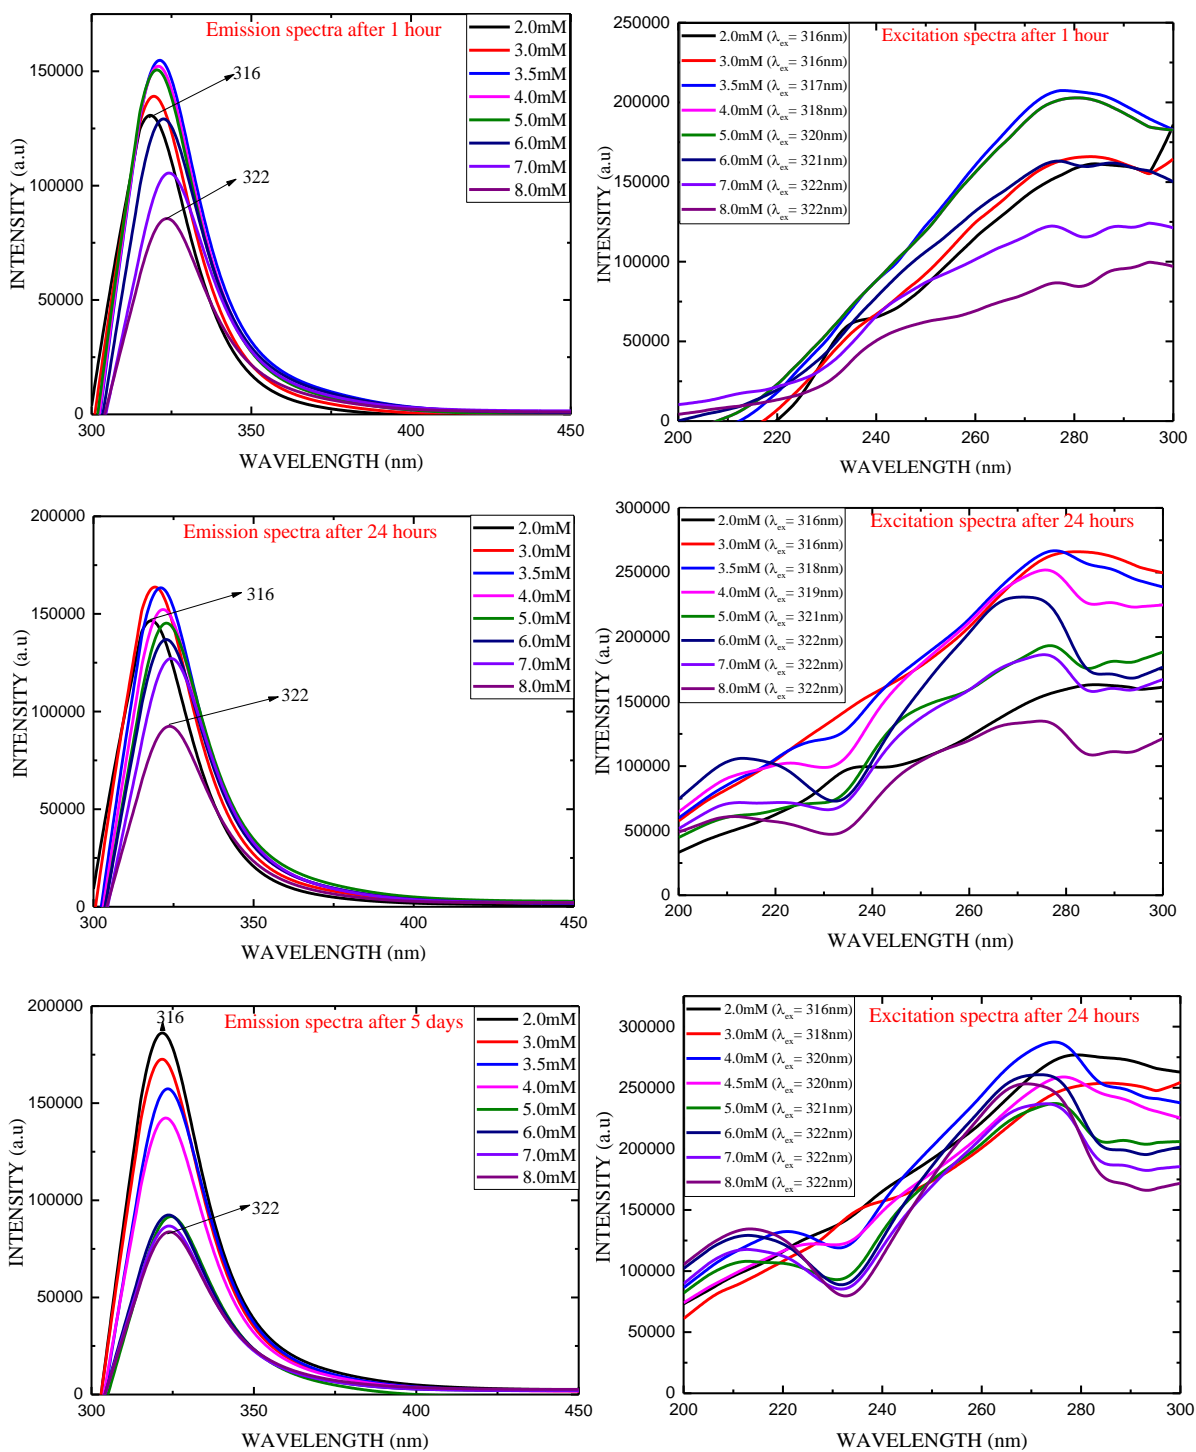 Emission spectra after 1 hour
2.0mM
3.0mM
3.5mM
4.0mM
5.0mM
6.0mM
7.0mM
8.0mM
316
322
150000
100000
50000
0
INTENSITY (a.u)
300 350 400 450
WAVELENGTH (nm)
Excitation spectra after 1 hour
2.0mM (λex= 316nm)
3.0mM (λex= 316nm)
3.5mM (λex= 317nm)
4.0mM (λex= 318nm)
5.0mM (λex= 320nm)
6.0mM (λex= 321nm)
7.0mM (λex= 322nm)
8.0mM (λex= 322nm)
250000
200000
150000
100000
50000
0
INTENSITY (a.u)
200 220 240 260 280 300
WAVELENGTH (nm)
Emission spectra after 24 hours
2.0mM
3.0mM
3.5mM
4.0mM
5.0mM
6.0mM
7.0mM
8.0mM
316
322
200000
150000
100000
50000
0
INTENSITY (a.u)
300 350 400 450
WAVELENGTH (nm)
Excitation spectra after 24 hours
2.0mM (λex= 316nm)
3.0mM (λex= 316nm)
3.5mM (λex= 318nm)
4.0mM (λex= 319nm)
5.0mM (λex= 321nm)
6.0mM (λex= 322nm)
7.0mM (λex= 322nm)
8.0mM (λex= 322nm)
300000
250000
200000
150000
100000
50000
0
INTENSITY (a.u)
200 220 240 260 280 300
WAVELENGTH (nm)
Emission spectra after 5 days
2.0mM
3.0mM
3.5mM
4.0mM
5.0mM
6.0mM
7.0mM
8.0mM
316
322
200000
150000
100000
50000
0
INTENSITY (a.u)
300 350 400 450
WAVELENGTH (nm)
Excitation spectra after 24 hours
2.0mM (λex= 316nm)
3.0mM (λex= 318nm)
4.0mM (λex= 320nm)
4.5mM (λex= 320nm)
5.0mM (λex= 321nm)
6.0mM (λex= 322nm)
7.0mM (λex= 322nm)
8.0mM (λex= 322nm)
300000
250000
200000
150000
100000
50000
0
INTENSITY (a.u)
200 220 240 260 280 300
WAVELENGTH (nm)